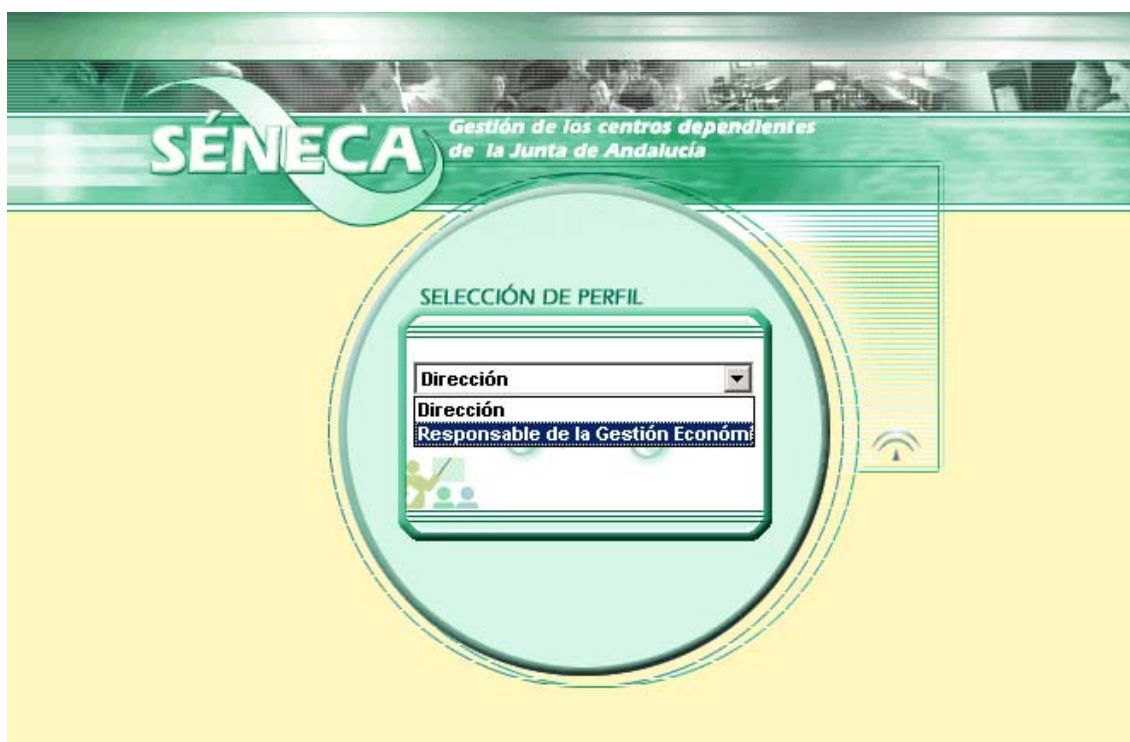 SÉNECA
Gestión de los centros dependientes
de la Junta de Andalucía
SELECCIÓN DE PERFIL
Dirección
Dirección
Responsable de la Gestión Económi